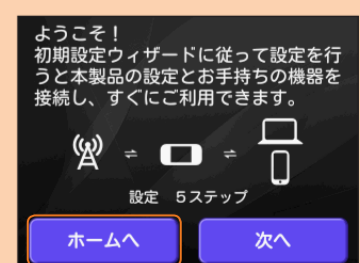 ようこそ！
初期設定ウィザードに従って設定を行
うと本製品の設定とお手持ちの機器を
接続し、すぐにご利用できます。
設定 5ステップ
ホームへ
次へ